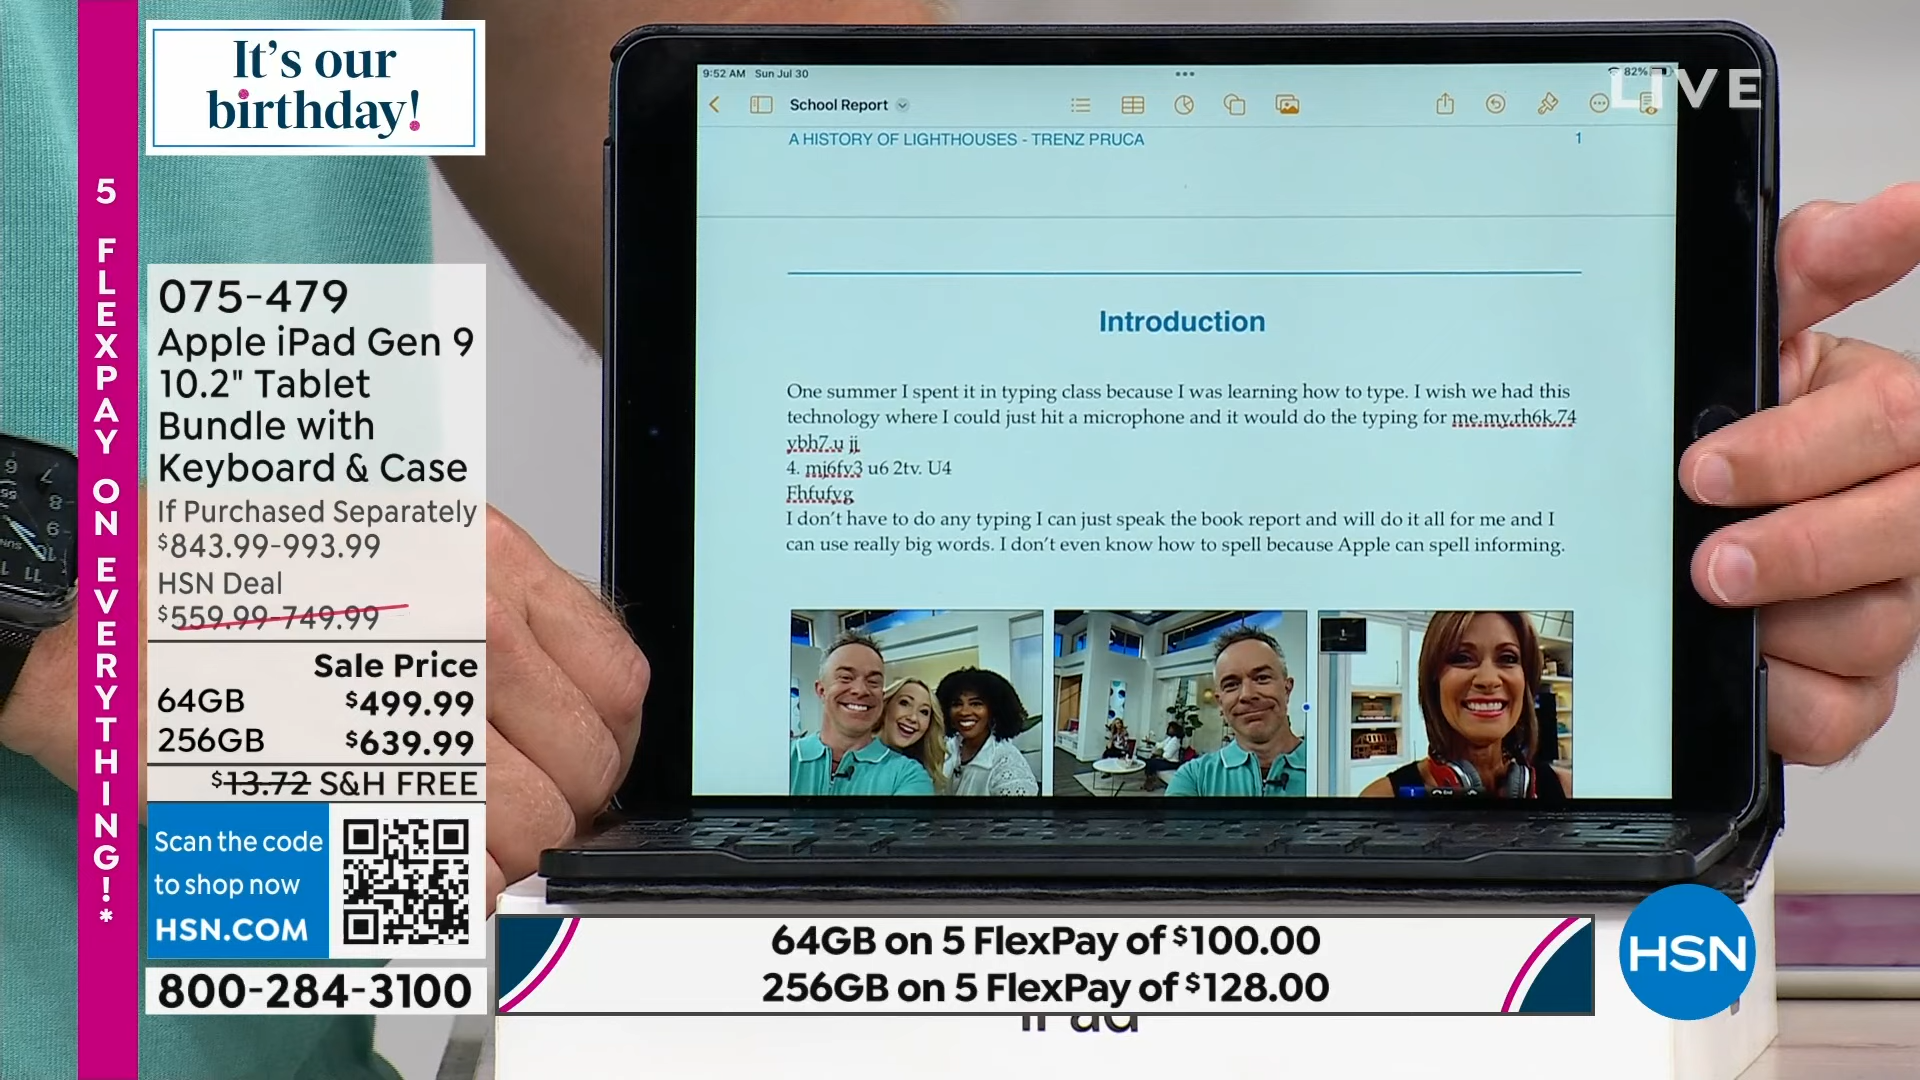 It's our
birthday!
5 FLEXPAY ON EVERYTHING!*
075-479
Apple iPad Gen 9
10.2" Tablet
Bundle with
Keyboard & Case
If Purchased Separately
$843.99-993.99
HSN Deal
$559.99-749.99
Sale Price
64GB $499.99
256GB $639.99
$13.72 S&H FREE
Scan the code
to shop now
HSN.COM
800-284-3100
9:52 AM Sun Jul 30
82%
LIVE
School Report
A HISTORY OF LIGHTHOUSES - TRENZ PRUCA 1
Introduction
One summer I spent it in typing class because I was learning how to type. I wish we had this
technology where I could just hit a microphone and it would do the typing for me.my.rh6k,74
ybh7.u jj
4. mj6fv3 u6 2tv. U4
Fhfufyg
I don't have to do any typing I can just speak the book report and will do it all for me and I
can use really big words. I don't even know how to spell because Apple can spell informing.
64GB on 5 FlexPay of $100.00
256GB on 5 FlexPay of $128.00
HSN
iPad